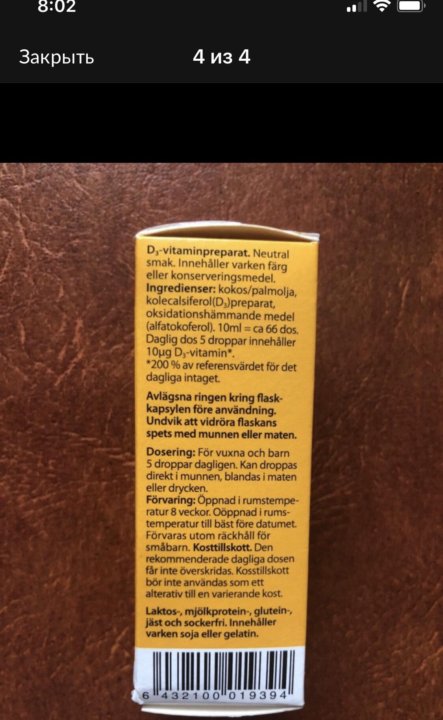 8:02
Закрыть
4 из 4
D₃-vitaminpreparat. Neutral
smak. Innehåller varken färg
eller konserveringsmedel.
Ingredienser: kokos/palmolja,
kolecalsiferol(D₃)preparat,
oksidationshämmande medel
(alfatokoferol). 10ml = ca 66 dos.
Daglig dos 5 droppar innehåller
10µg D₃-vitamin*.
*200 % av referensvärdet för det
dagliga intaget.
Avlägsna ringen kring flask-
kapsylen före användning.
Undvik att vidröra flaskans
spets med munnen eller maten.
Dosering: För vuxna och barn
5 droppar dagligen. Kan droppas
direkt i munnen, blandas i maten
eller drycken.
Förvaring: Öppnad i rumstempe-
ratur 8 veckor. Oöppnad i rums-
temperatur till bäst före datumet.
Förvaras utom räckhåll för
småbarn. Kosttillskott. Den
rekommenderade dagliga dosen
får inte överskridas. Kosstillskott
bör inte användas som ett
alterativ till en varierande kost.
Laktos-, mjölkprotein-, glutein-,
jäst och sockerfri. Innehåller
varken soja eller gelatin.
6 432100 019394